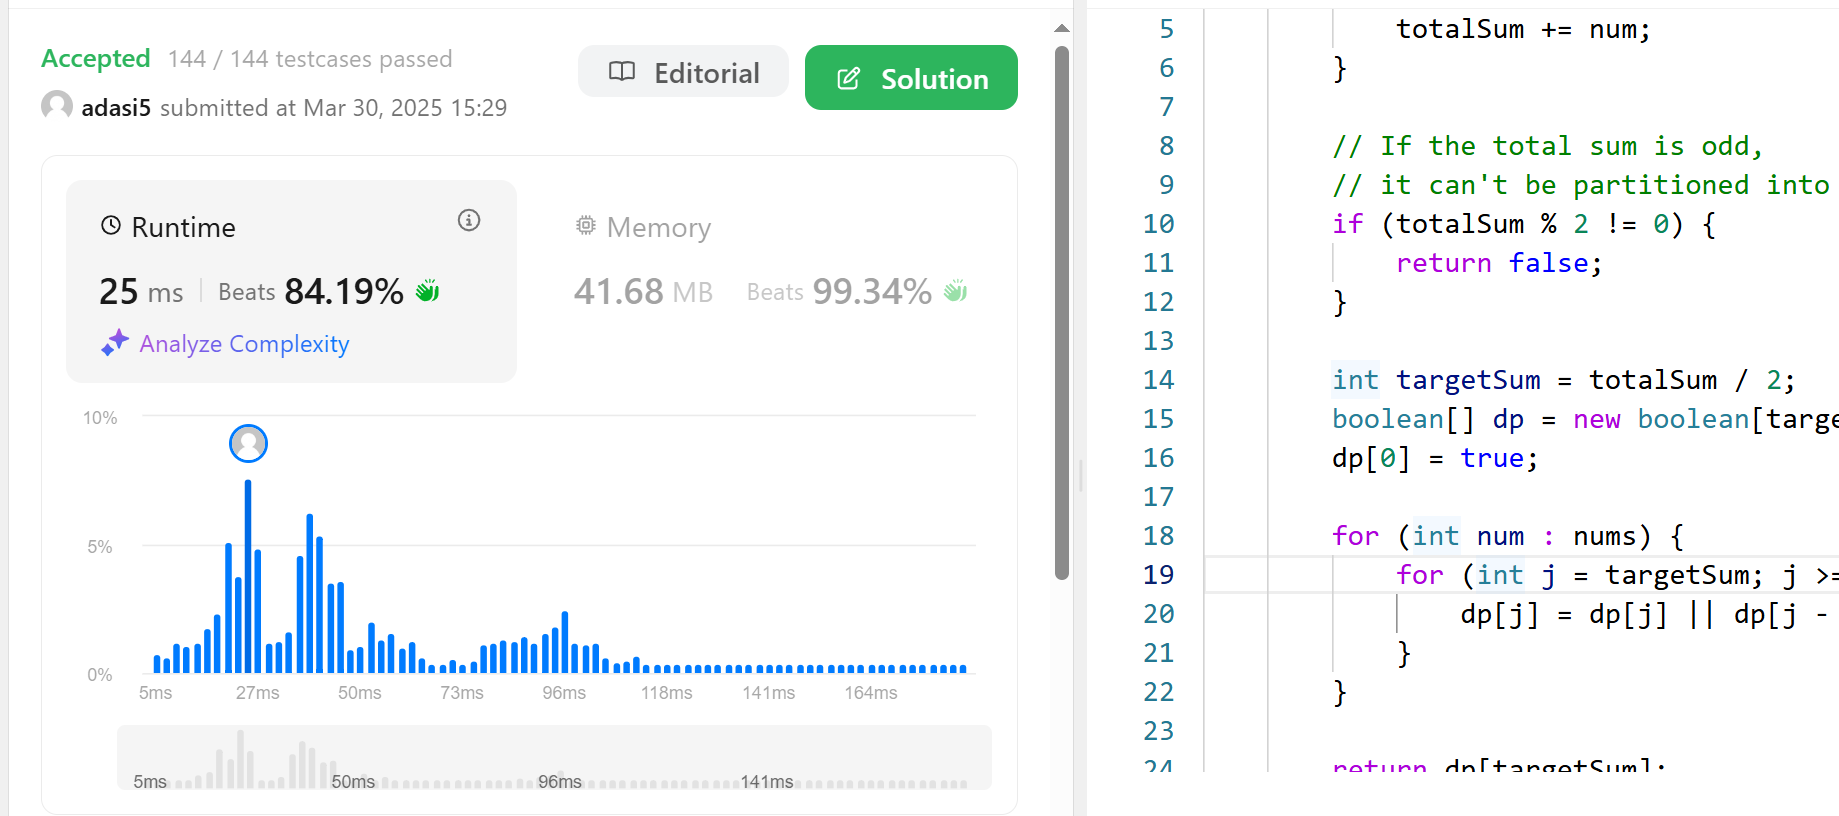 Accepted 144 / 144 testcases passed
adasi5 submitted at Mar 30, 2025 15:29
Editorial
Solution
Runtime
25 ms Beats 84.19%
Analyze Complexity
Memory
41.68 MB Beats 99.34%
10%
5%
0%
5ms 27ms 50ms 73ms 96ms 118ms 141ms 164ms
5ms 50ms 96ms 141ms
5 totalSum += num;
6 }
7
8 // If the total sum is odd,
9 // it can't be partitioned into
10 if (totalSum % 2 != 0) {
11 return false;
12 }
13
14 int targetSum = totalSum / 2;
15 boolean[] dp = new boolean[targe
16 dp[0] = true;
17
18 for (int num : nums) {
19 for (int j = targetSum; j >=
20 dp[j] = dp[j] || dp[j -
21 }
22 }
23
24 return dp[targetSum];